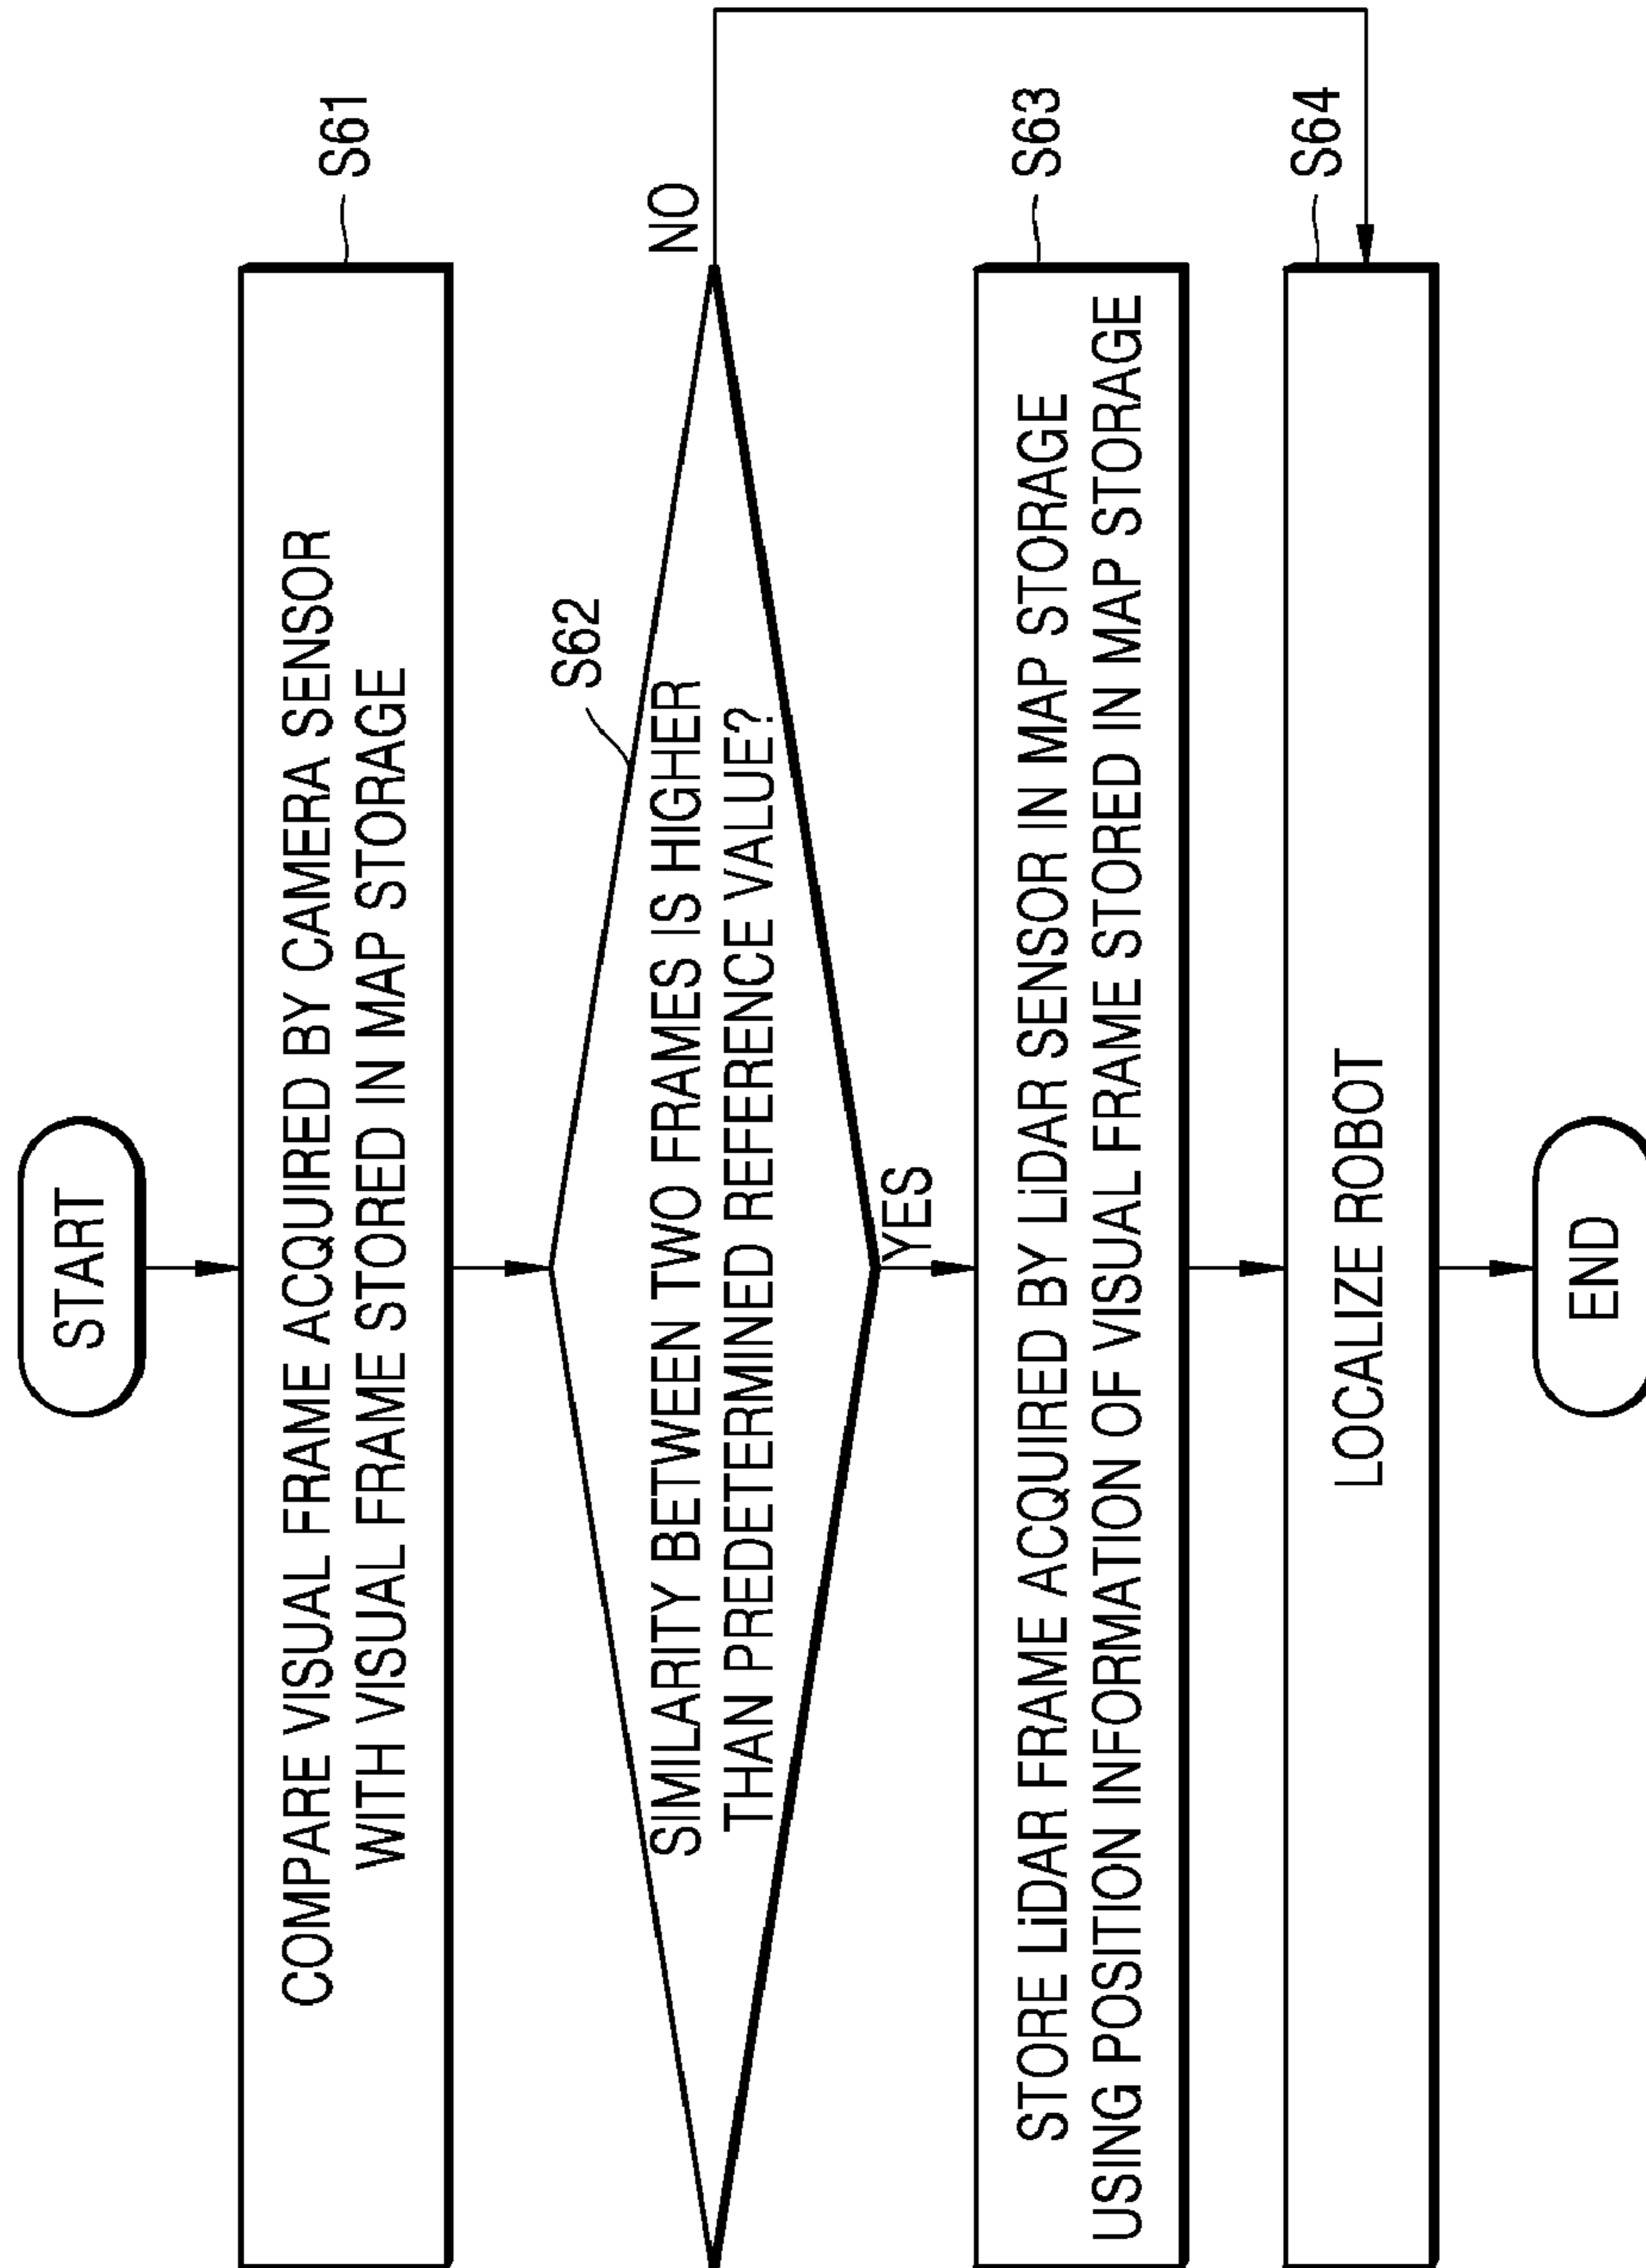 START
COMPARE VISUAL FRAME ACQUIRED BY CAMERA SENSOR
WITH VISUAL FRAME STORED IN MAP STORAGE
S61
S62
SIMILARITY BETWEEN TWO FRAMES IS HIGHER
THAN PREDETERMINED REFERENCE VALUE?
NO
YES
STORE LiDAR FRAME ACQUIRED BY LiDAR SENSOR IN MAP STORAGE
USING POSITION INFORMATION OF VISUAL FRAME STORED IN MAP STORAGE
S63
LOCALIZE ROBOT
S64
END